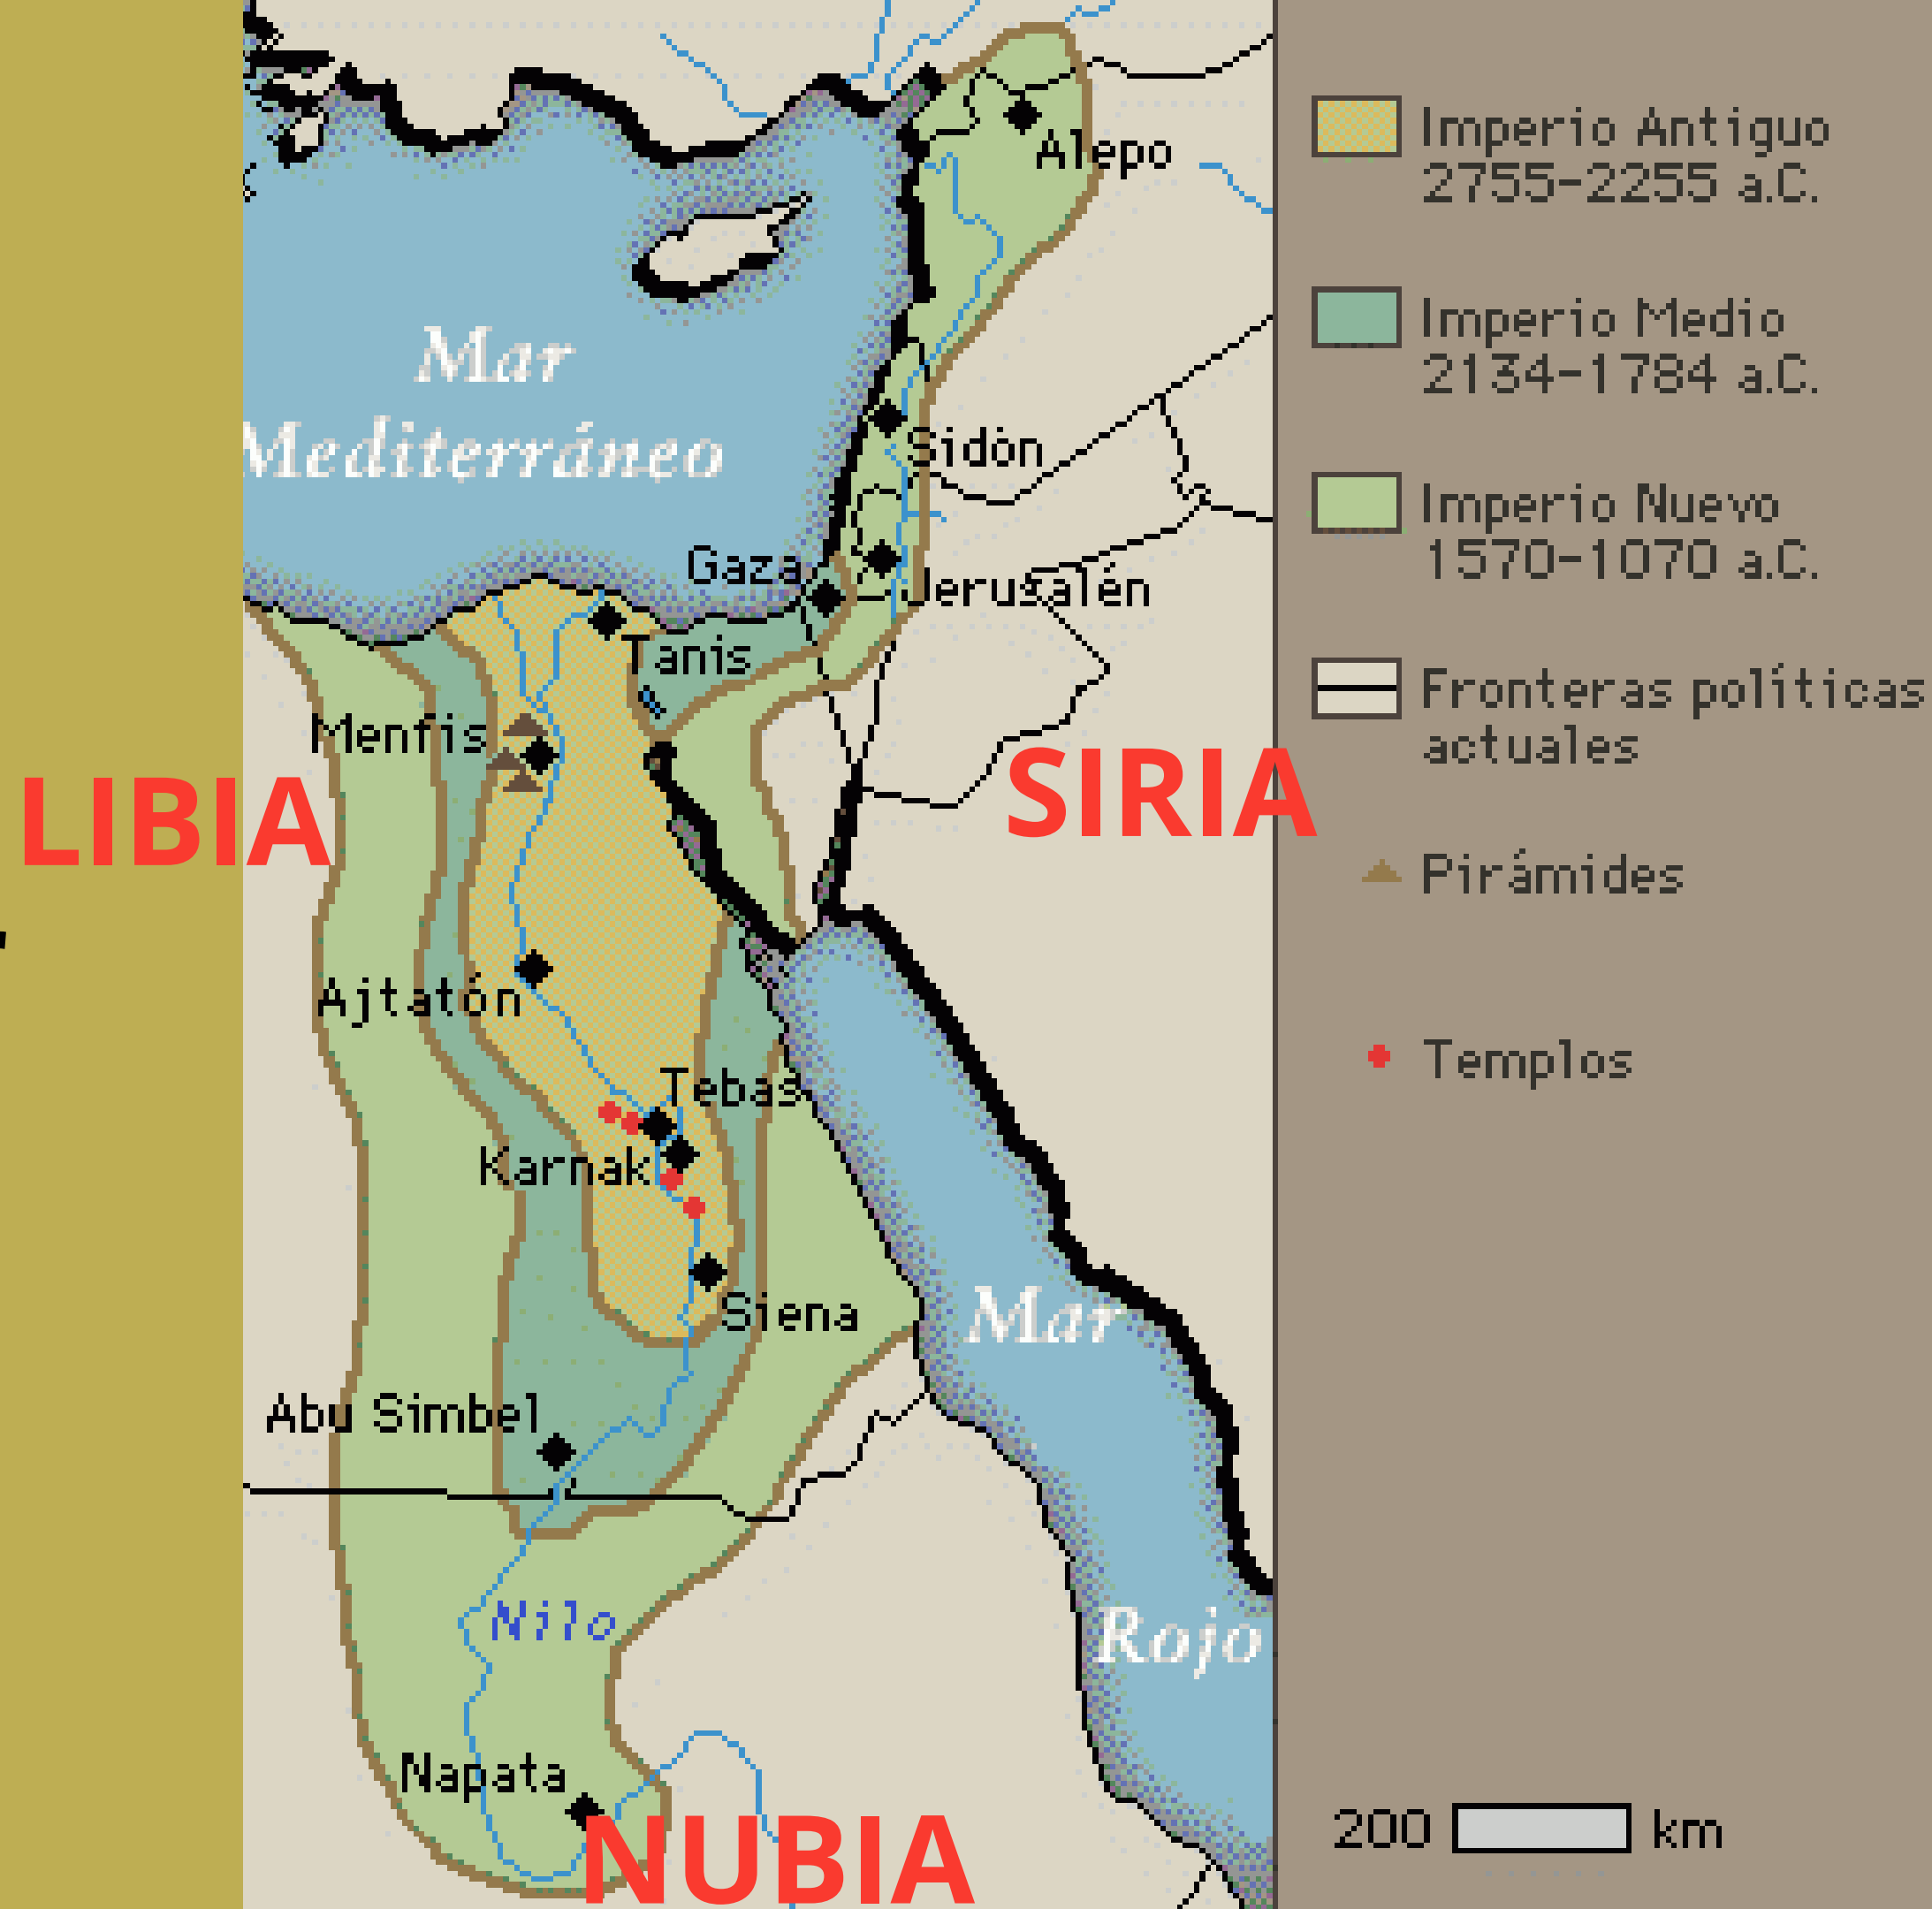 Alepo
Mar
Mediterráneo
Sidón
Gaza
Jerusalén
Tanis
Menfis
LIBIA
SIRIA
Ajtatón
Tebas
Karnak
Siena
Mar
Rojo
Abu Simbel
Nilo
Napata
NUBIA
Imperio Antiguo
2755-2255 a.C.
Imperio Medio
2134-1784 a.C.
Imperio Nuevo
1570-1070 a.C.
Fronteras políticas
actuales
Pirámides
Templos
200 km